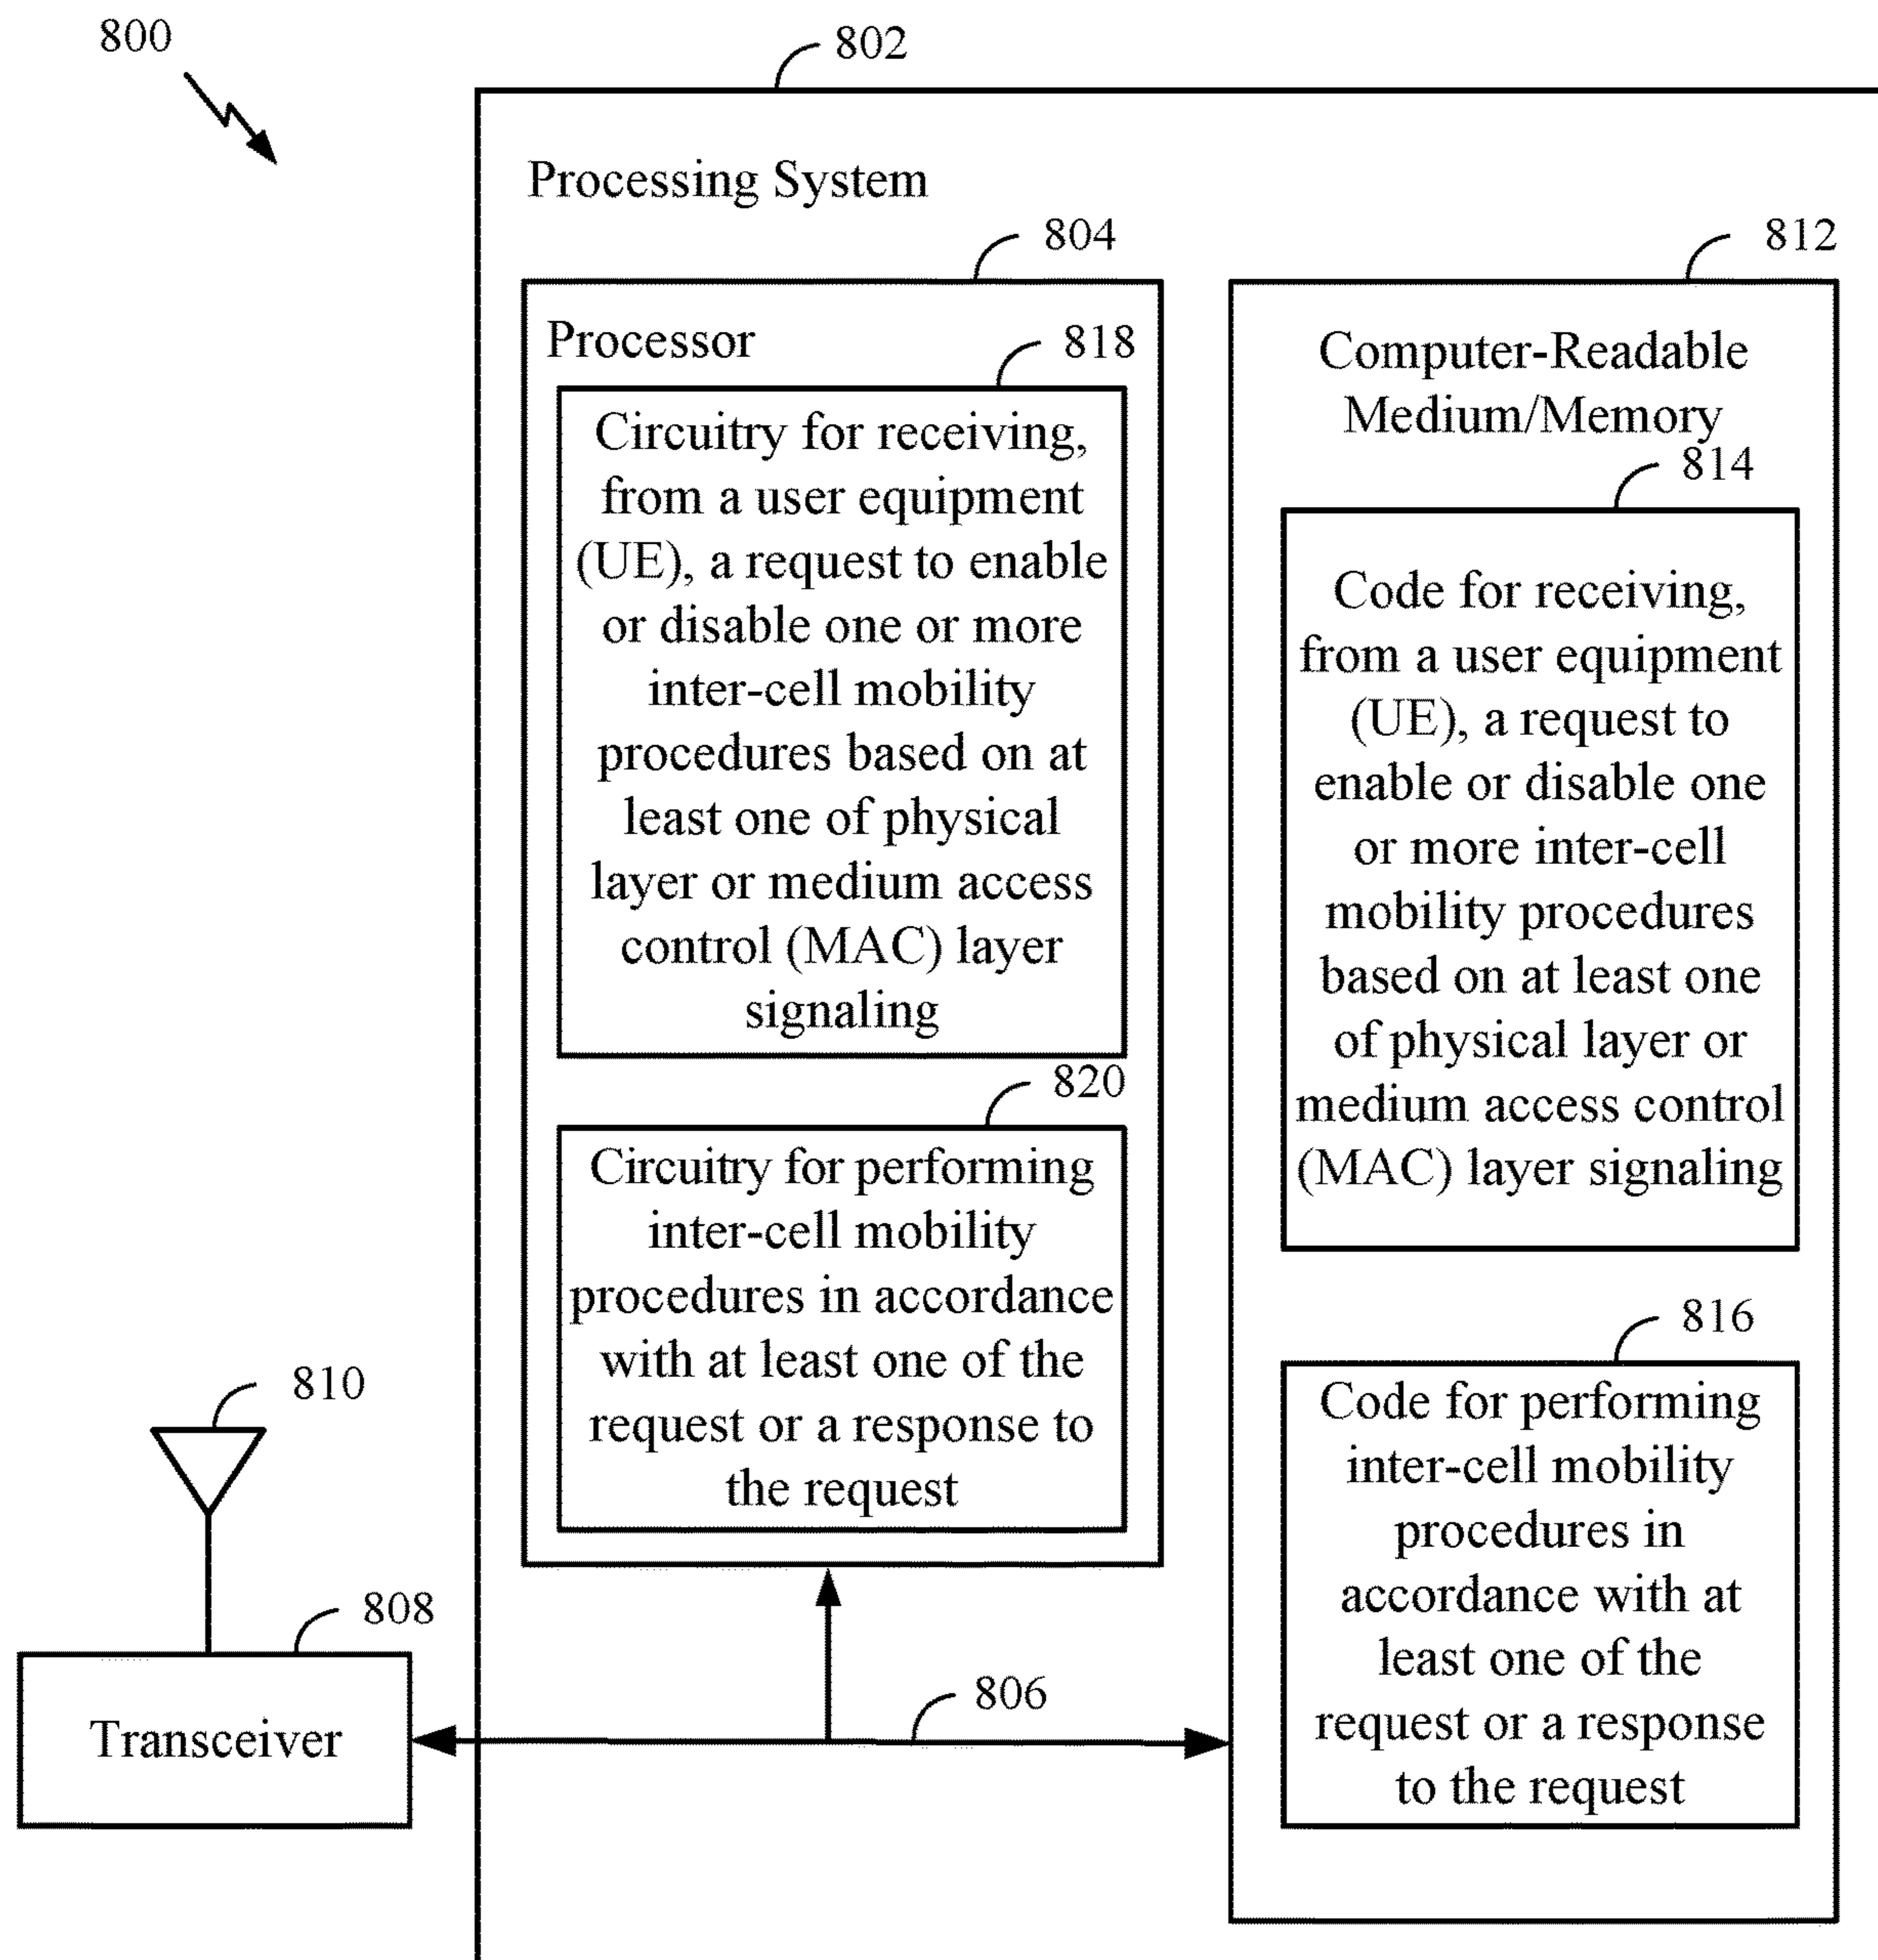 800
802
Processing System
804
Processor
818
Circuitry for receiving,
from a user equipment
(UE), a request to enable
or disable one or more
inter-cell mobility
procedures based on at
least one of physical
layer or medium access
control (MAC) layer
signaling
820
Circuitry for performing
inter-cell mobility
procedures in accordance
with at least one of the
request or a response to
the request
812
Computer-Readable
Medium/Memory
814
Code for receiving,
from a user equipment
(UE), a request to
enable or disable one
or more inter-cell
mobility procedures
based on at least one
of physical layer or
medium access control
(MAC) layer signaling
816
Code for performing
inter-cell mobility
procedures in
accordance with at
least one of the
request or a response
to the request
810
808
Transceiver
806